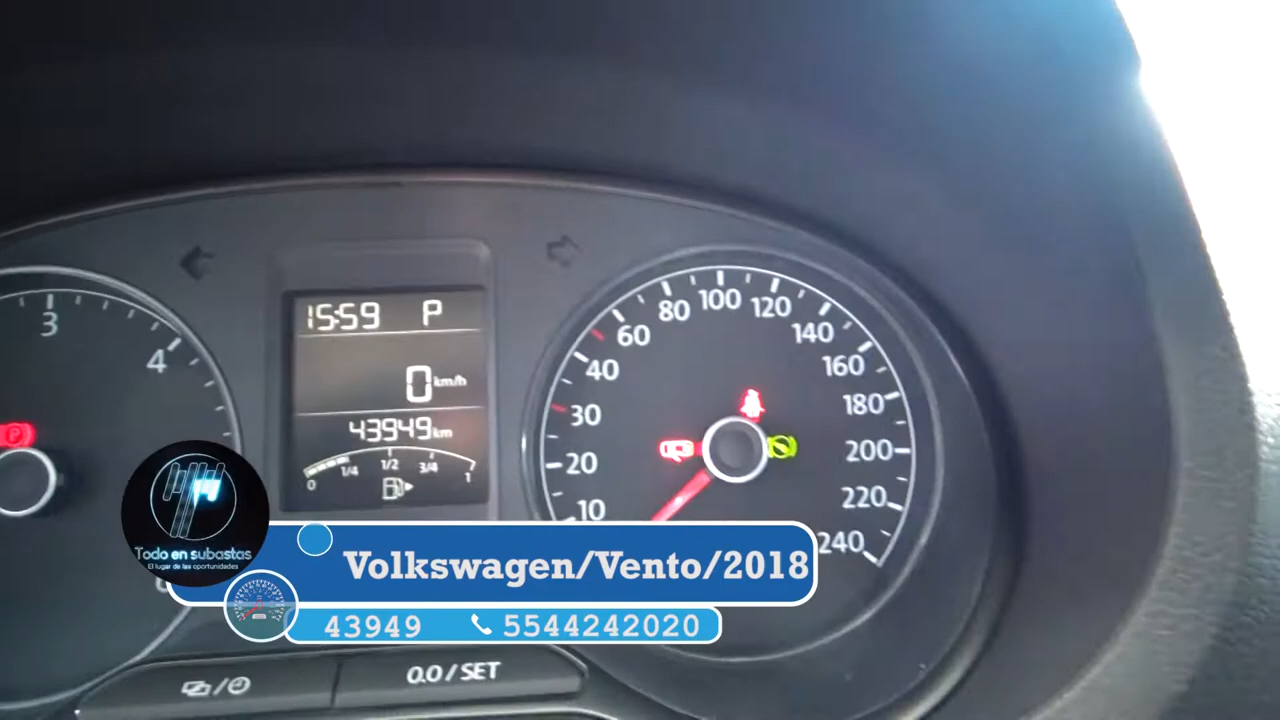 15:59 P
0 km/h
43949 km
0 1/4 1/2 3/4 1
3
4
P
10
20
30
40
60
80
100
120
140
160
180
200
220
240
Todo en subastas
El lugar de las oportunidades
Volkswagen/Vento/2018
43949 5544242020
0.0 / SET